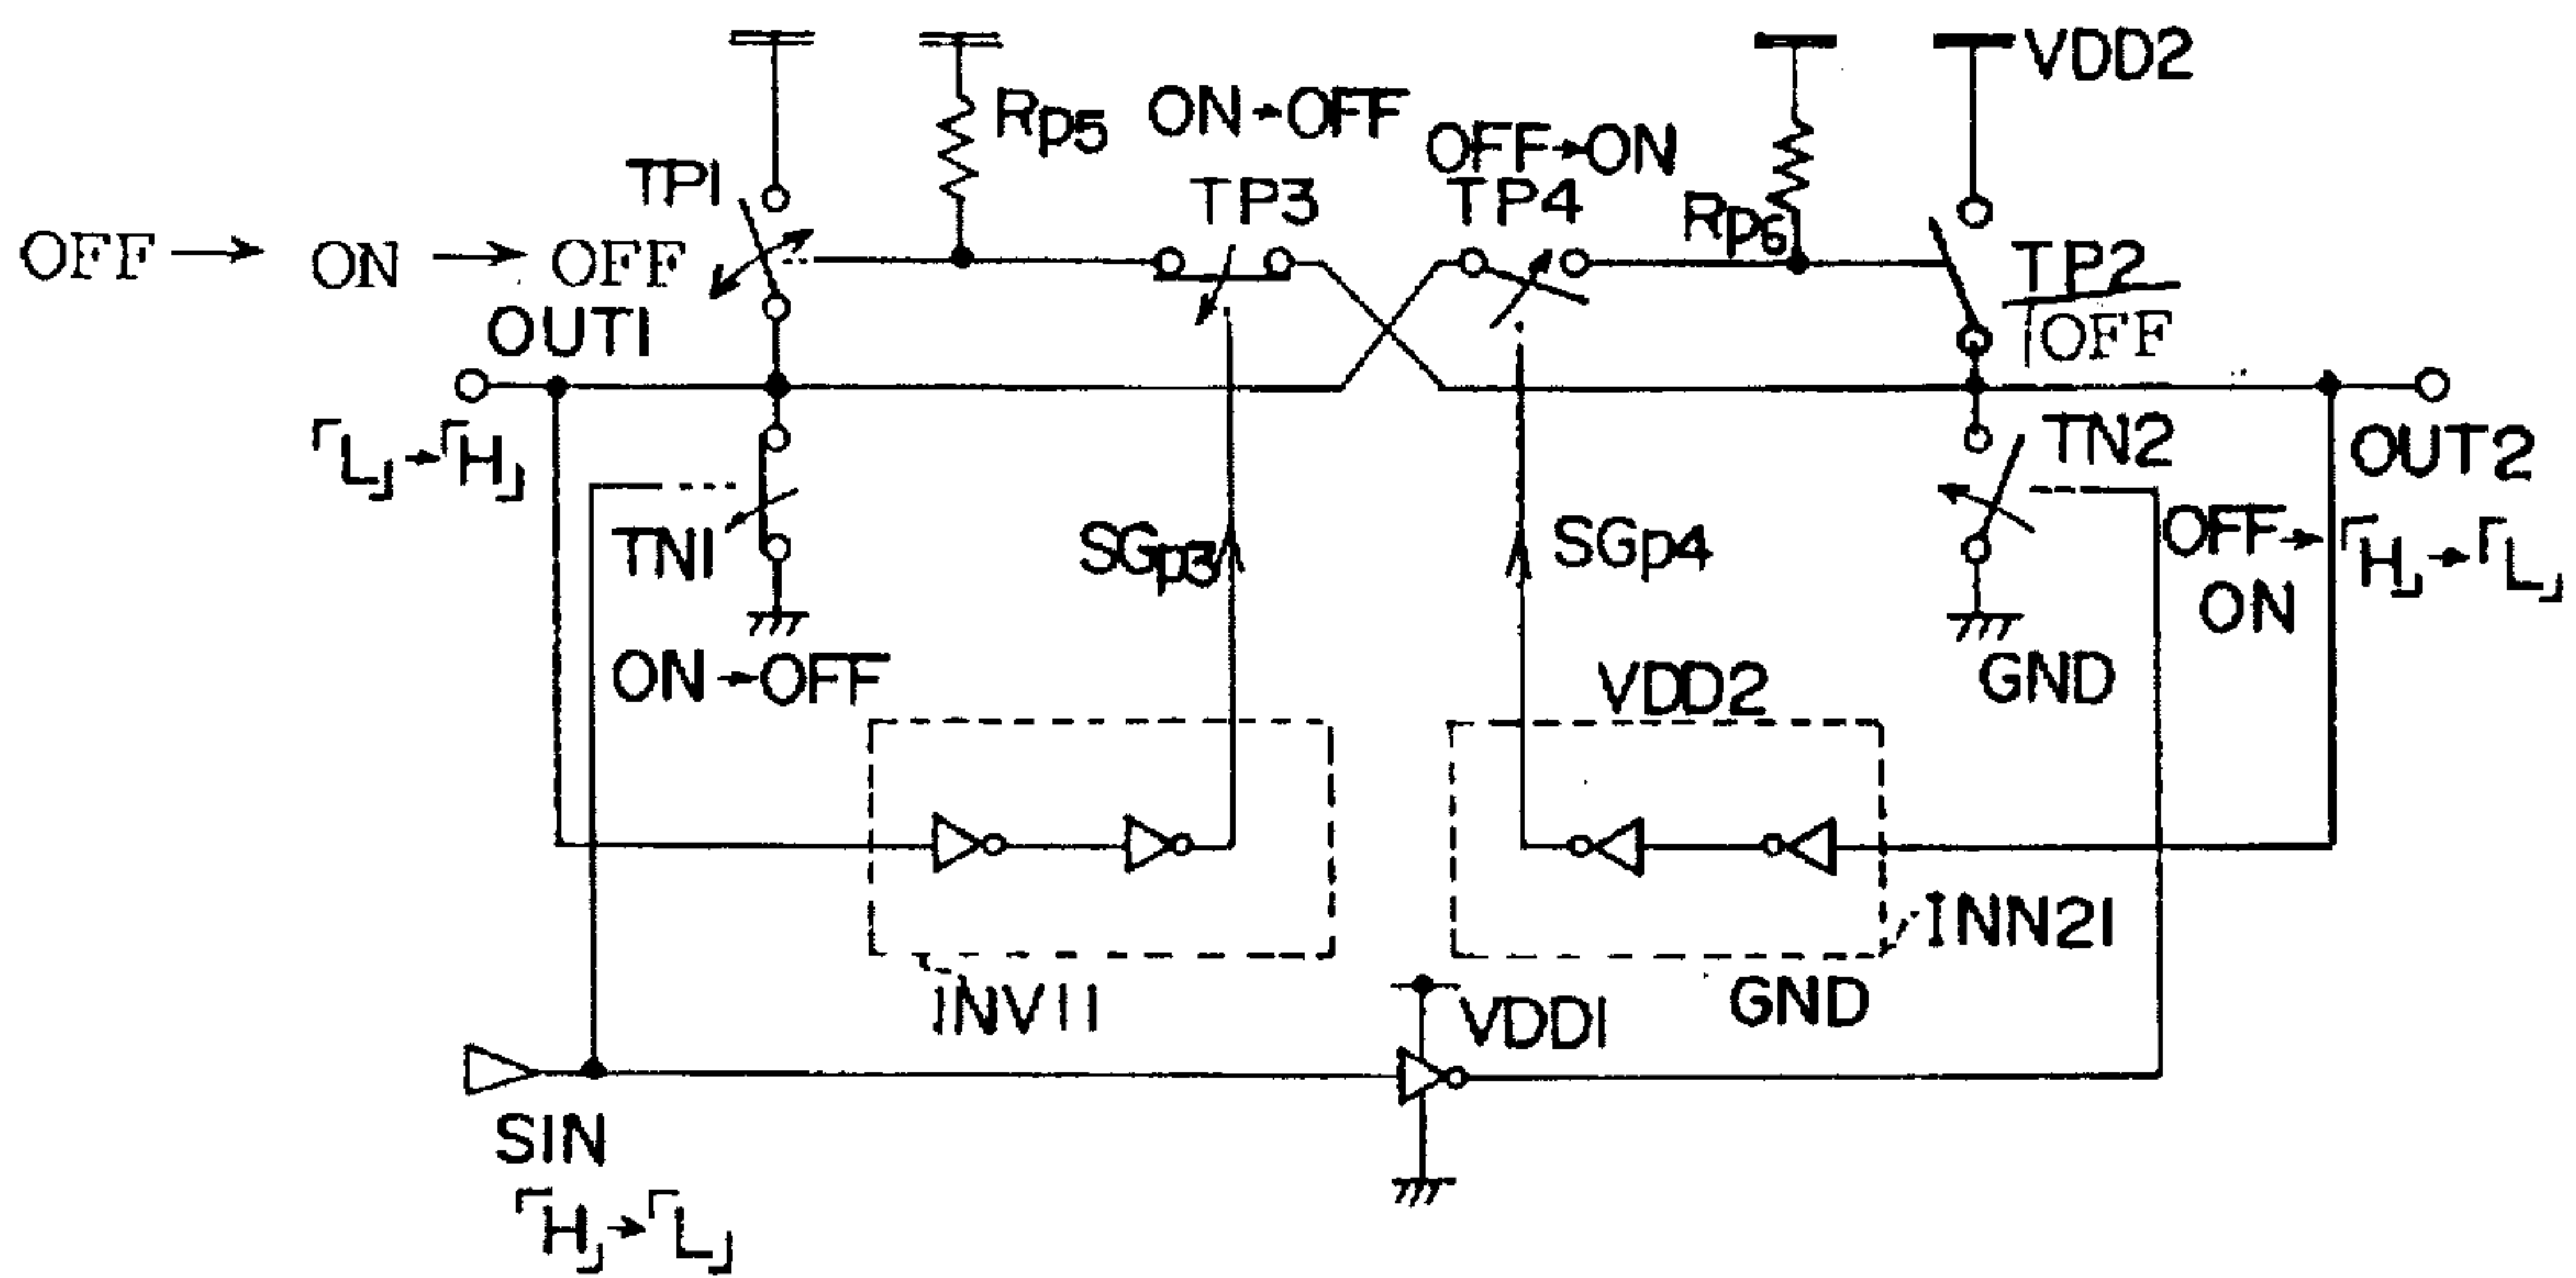 VDD2
Rp5
ON→OFF
OFF→ON
TP1
TP3
TP4
Rp6
OFF → ON → OFF
TP2
OFF
OUT1
「L」→「H」
TN1
ON→OFF
SGp3
SGp4
TN2
OUT2
OFF→
ON
「H」→「L」
GND
VDD2
INV11
INN21
GND
VDD1
SIN
「H」→「L」